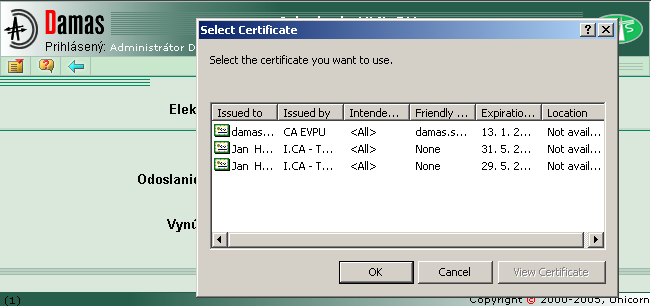 Damas
Prihlásený: Administrátor D
Select Certificate
Select the certificate you want to use.
Issued to Issued by Intende... Friendly ... Expiratio... Location
damas... CA EVPU <All> damas.s... 13. 1. 2... Not avail...
Jan H... I.CA - T... <All> None 31. 5. 2... Not avail...
Jan H... I.CA - T... <All> None 29. 5. 2... Not avail...
Elek
Odoslanie
Vynú
OK Cancel View Certificate
(1) Copyright © 2000-2005, Unicorn